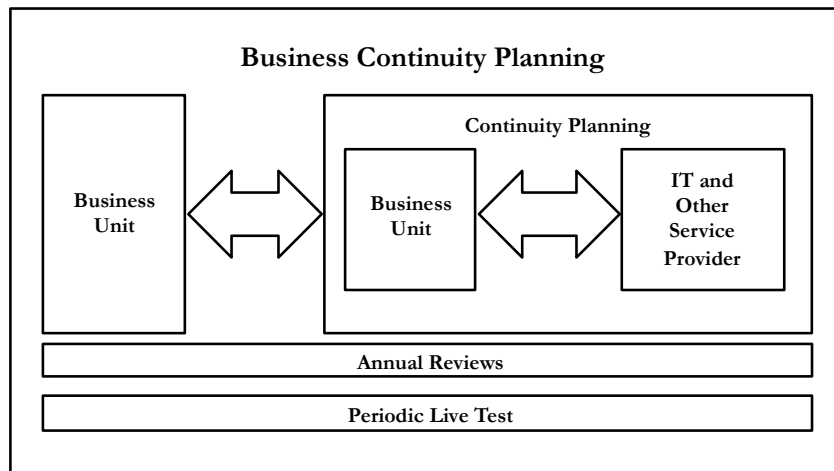 Business Continuity Planning
Business
Unit
Continuity Planning
Business
Unit
IT and
Other
Service
Provider
Annual Reviews
Periodic Live Test